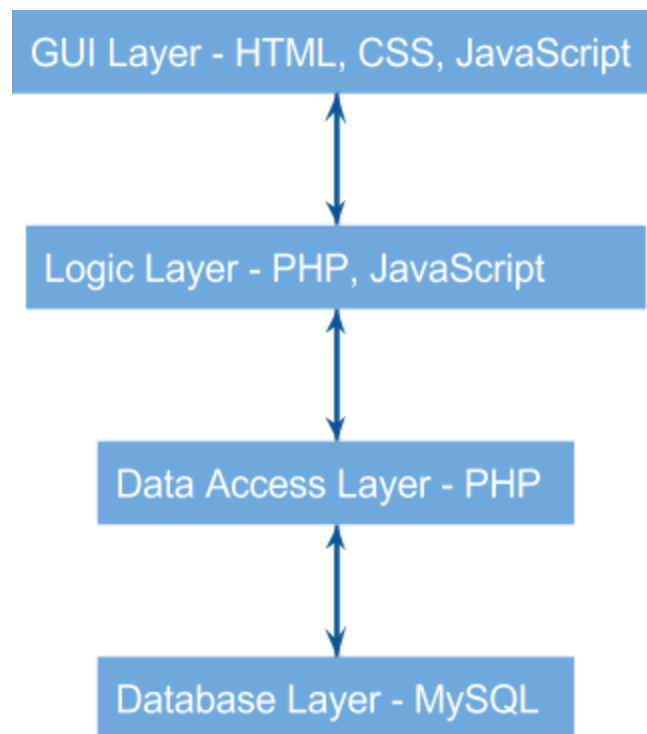 GUI Layer - HTML, CSS, JavaScript
Logic Layer - PHP, JavaScript
Data Access Layer - PHP
Database Layer - MySQL